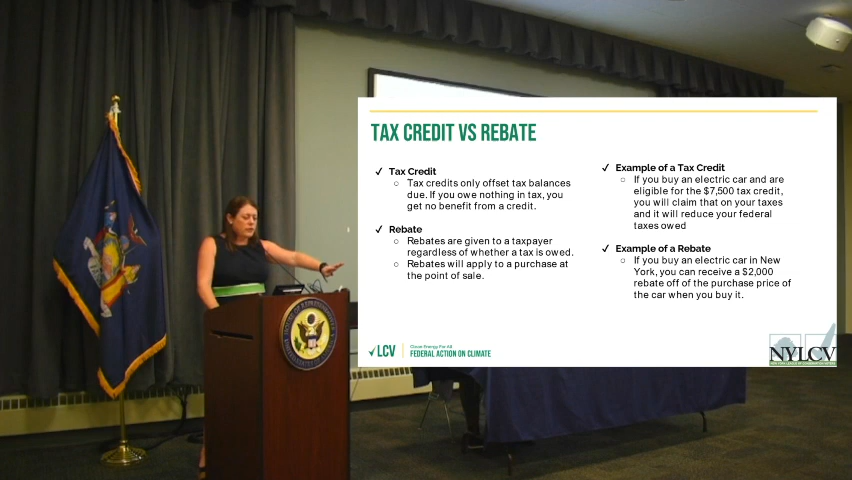 TAX CREDIT VS REBATE
✓ Tax Credit
○ Tax credits only offset tax balances
due. If you owe nothing in tax, you
get no benefit from a credit.
✓ Rebate
○ Rebates are given to a taxpayer
regardless of whether a tax is owed.
○ Rebates will apply to a purchase at
the point of sale.
✓ Example of a Tax Credit
○ If you buy an electric car and are
eligible for the $7,500 tax credit,
you will claim that on your taxes
and it will reduce your federal
taxes owed
✓ Example of a Rebate
○ If you buy an electric car in New
York, you can receive a $2,000
rebate off of the purchase price of
the car when you buy it.
LCV
Clean Energy For All
FEDERAL ACTION ON CLIMATE
NYLCV